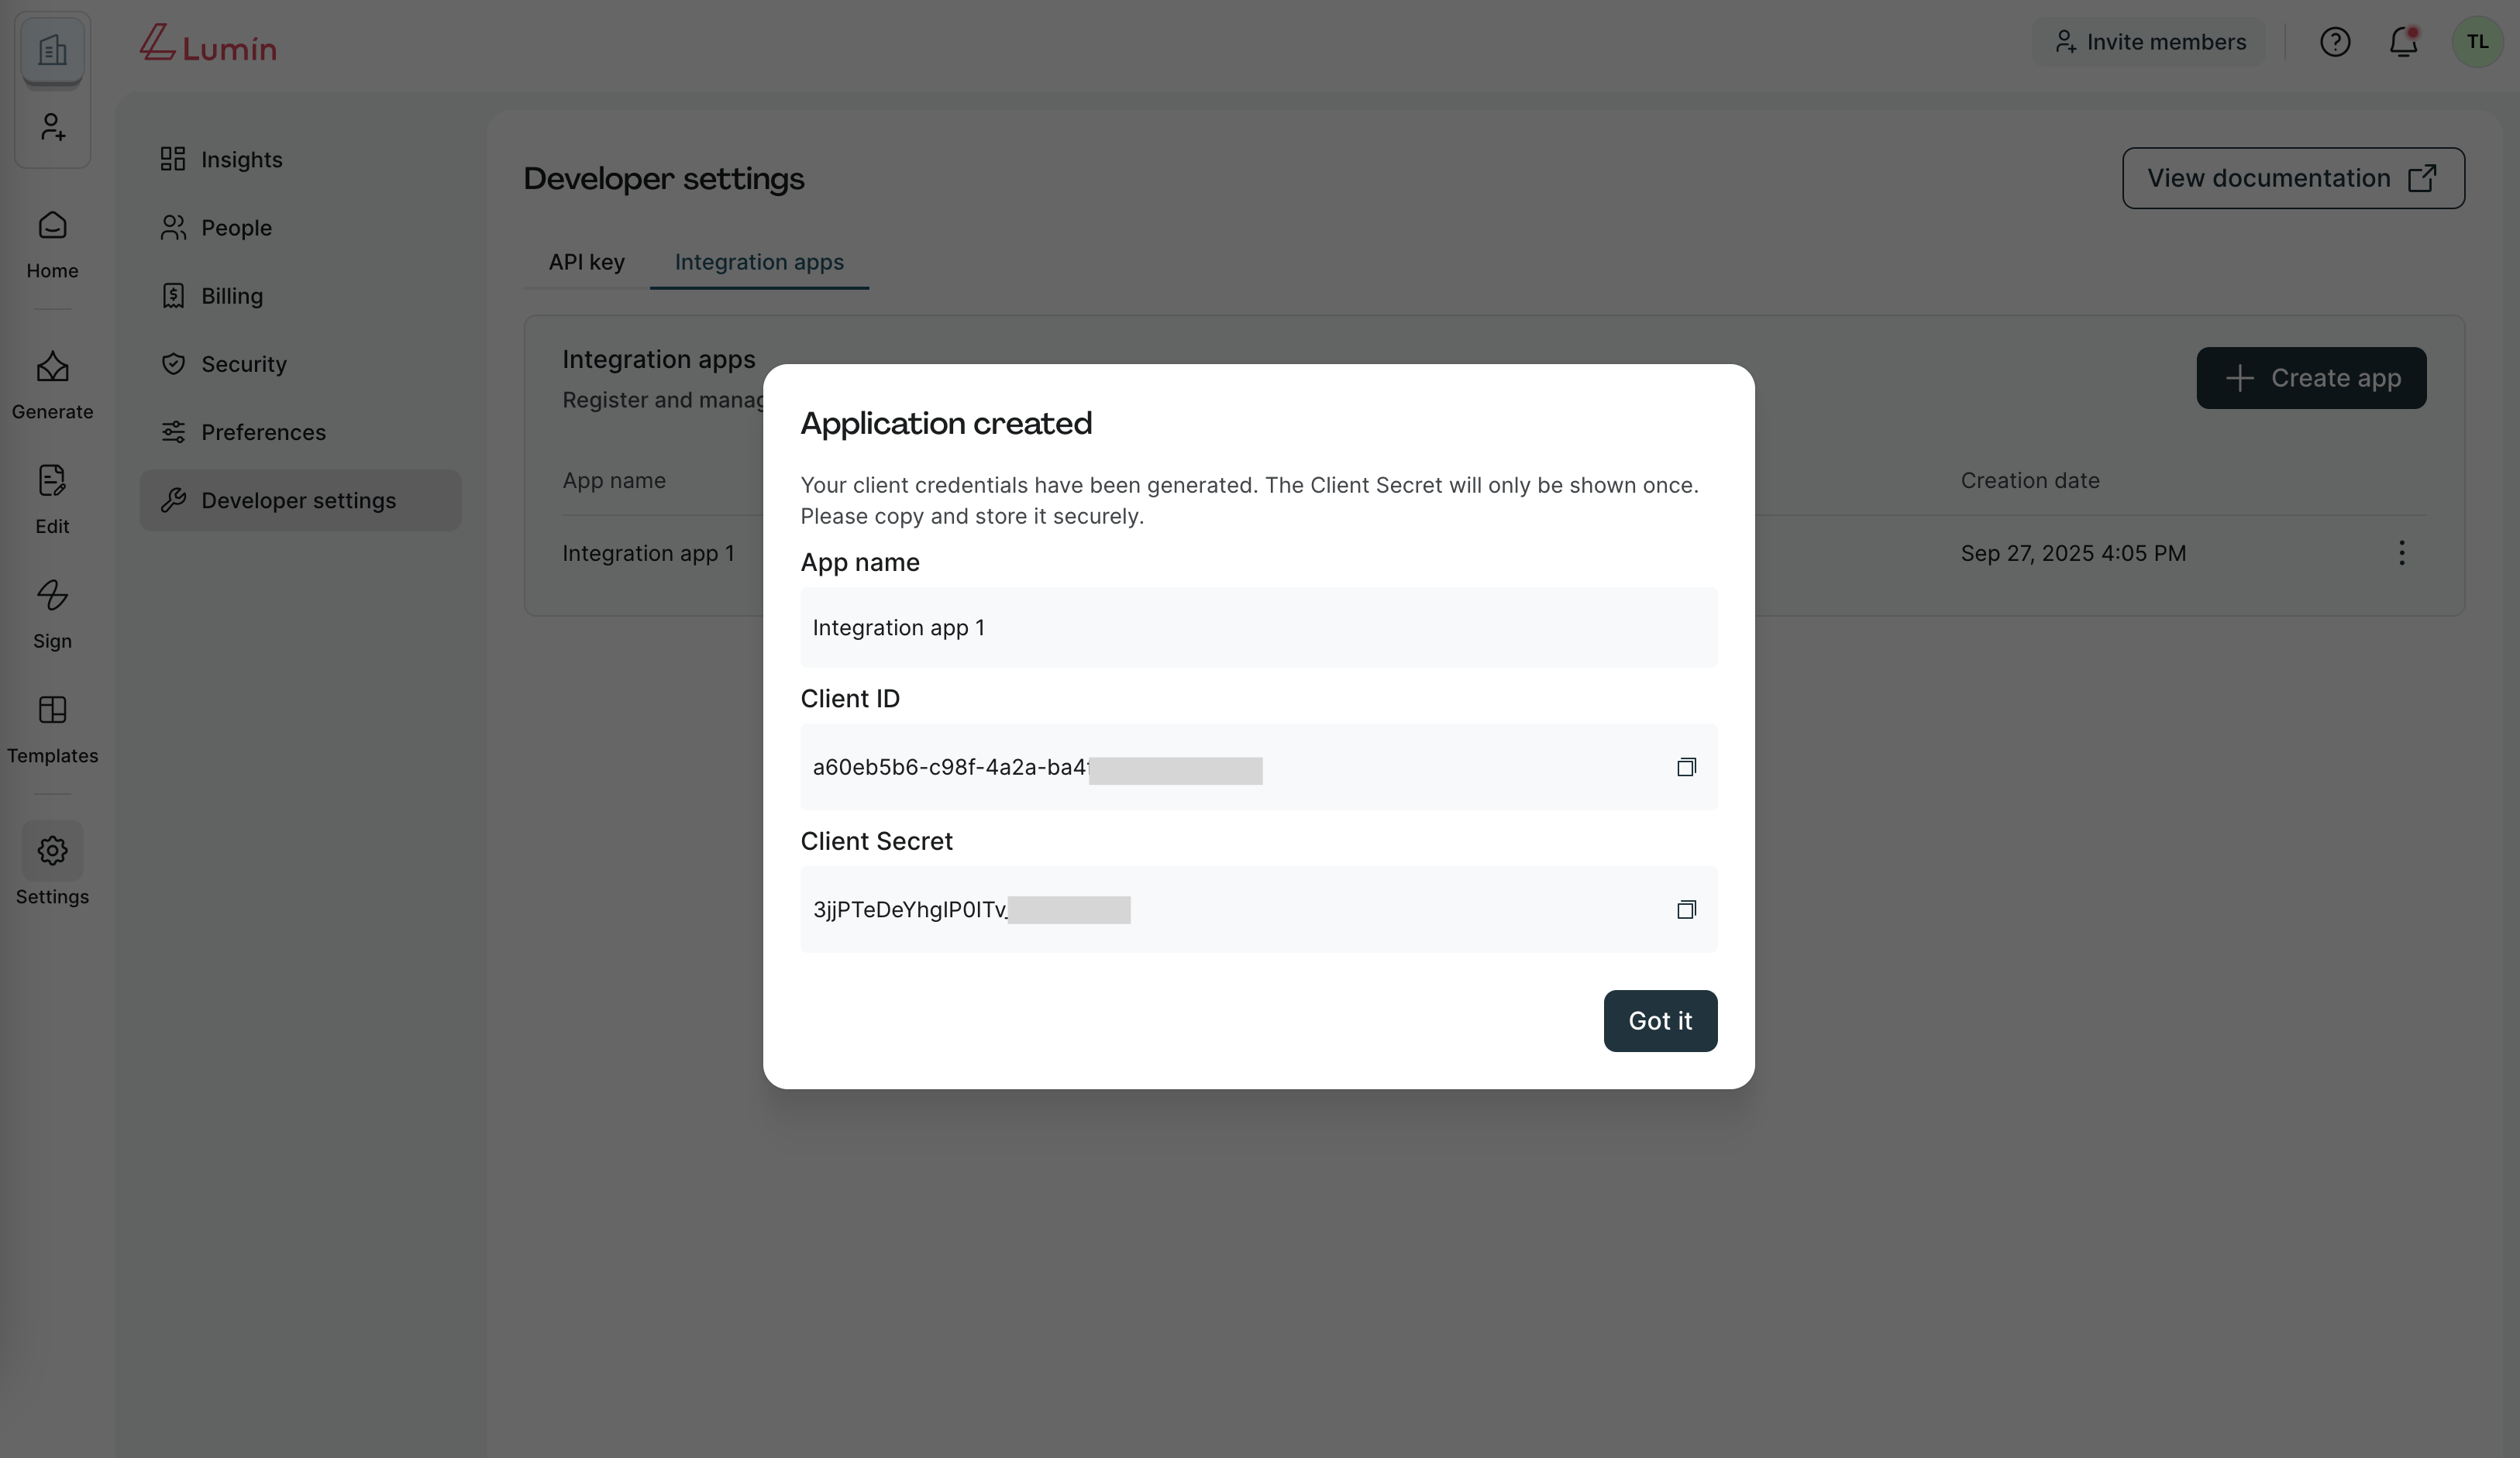 Lumin
Invite members
TL
Home
Generate
Edit
Sign
Templates
Settings
Insights
People
Billing
Security
Preferences
Developer settings
Developer settings
View documentation
API key
Integration apps
Integration apps
Register and manag
Create app
App name
Creation date
Integration app 1
Sep 27, 2025 4:05 PM
Application created
Your client credentials have been generated. The Client Secret will only be shown once.
Please copy and store it securely.
App name
Integration app 1
Client ID
a60eb5b6-c98f-4a2a-ba4f
Client Secret
3jjPTeDeYhgIP0ITv_
Got it